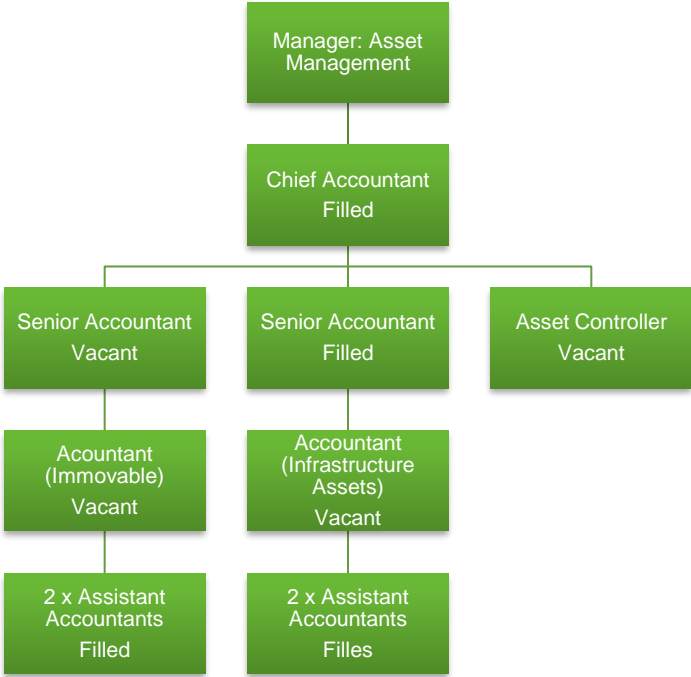 Manager: Asset
Management
Chief Accountant
Filled
Senior Accountant
Vacant
Senior Accountant
Filled
Asset Controller
Vacant
Acountant
(Immovable)
Vacant
Accountant
(Infrastructure
Assets)
Vacant
2 x Assistant
Accountants
Filled
2 x Assistant
Accountants
Filles